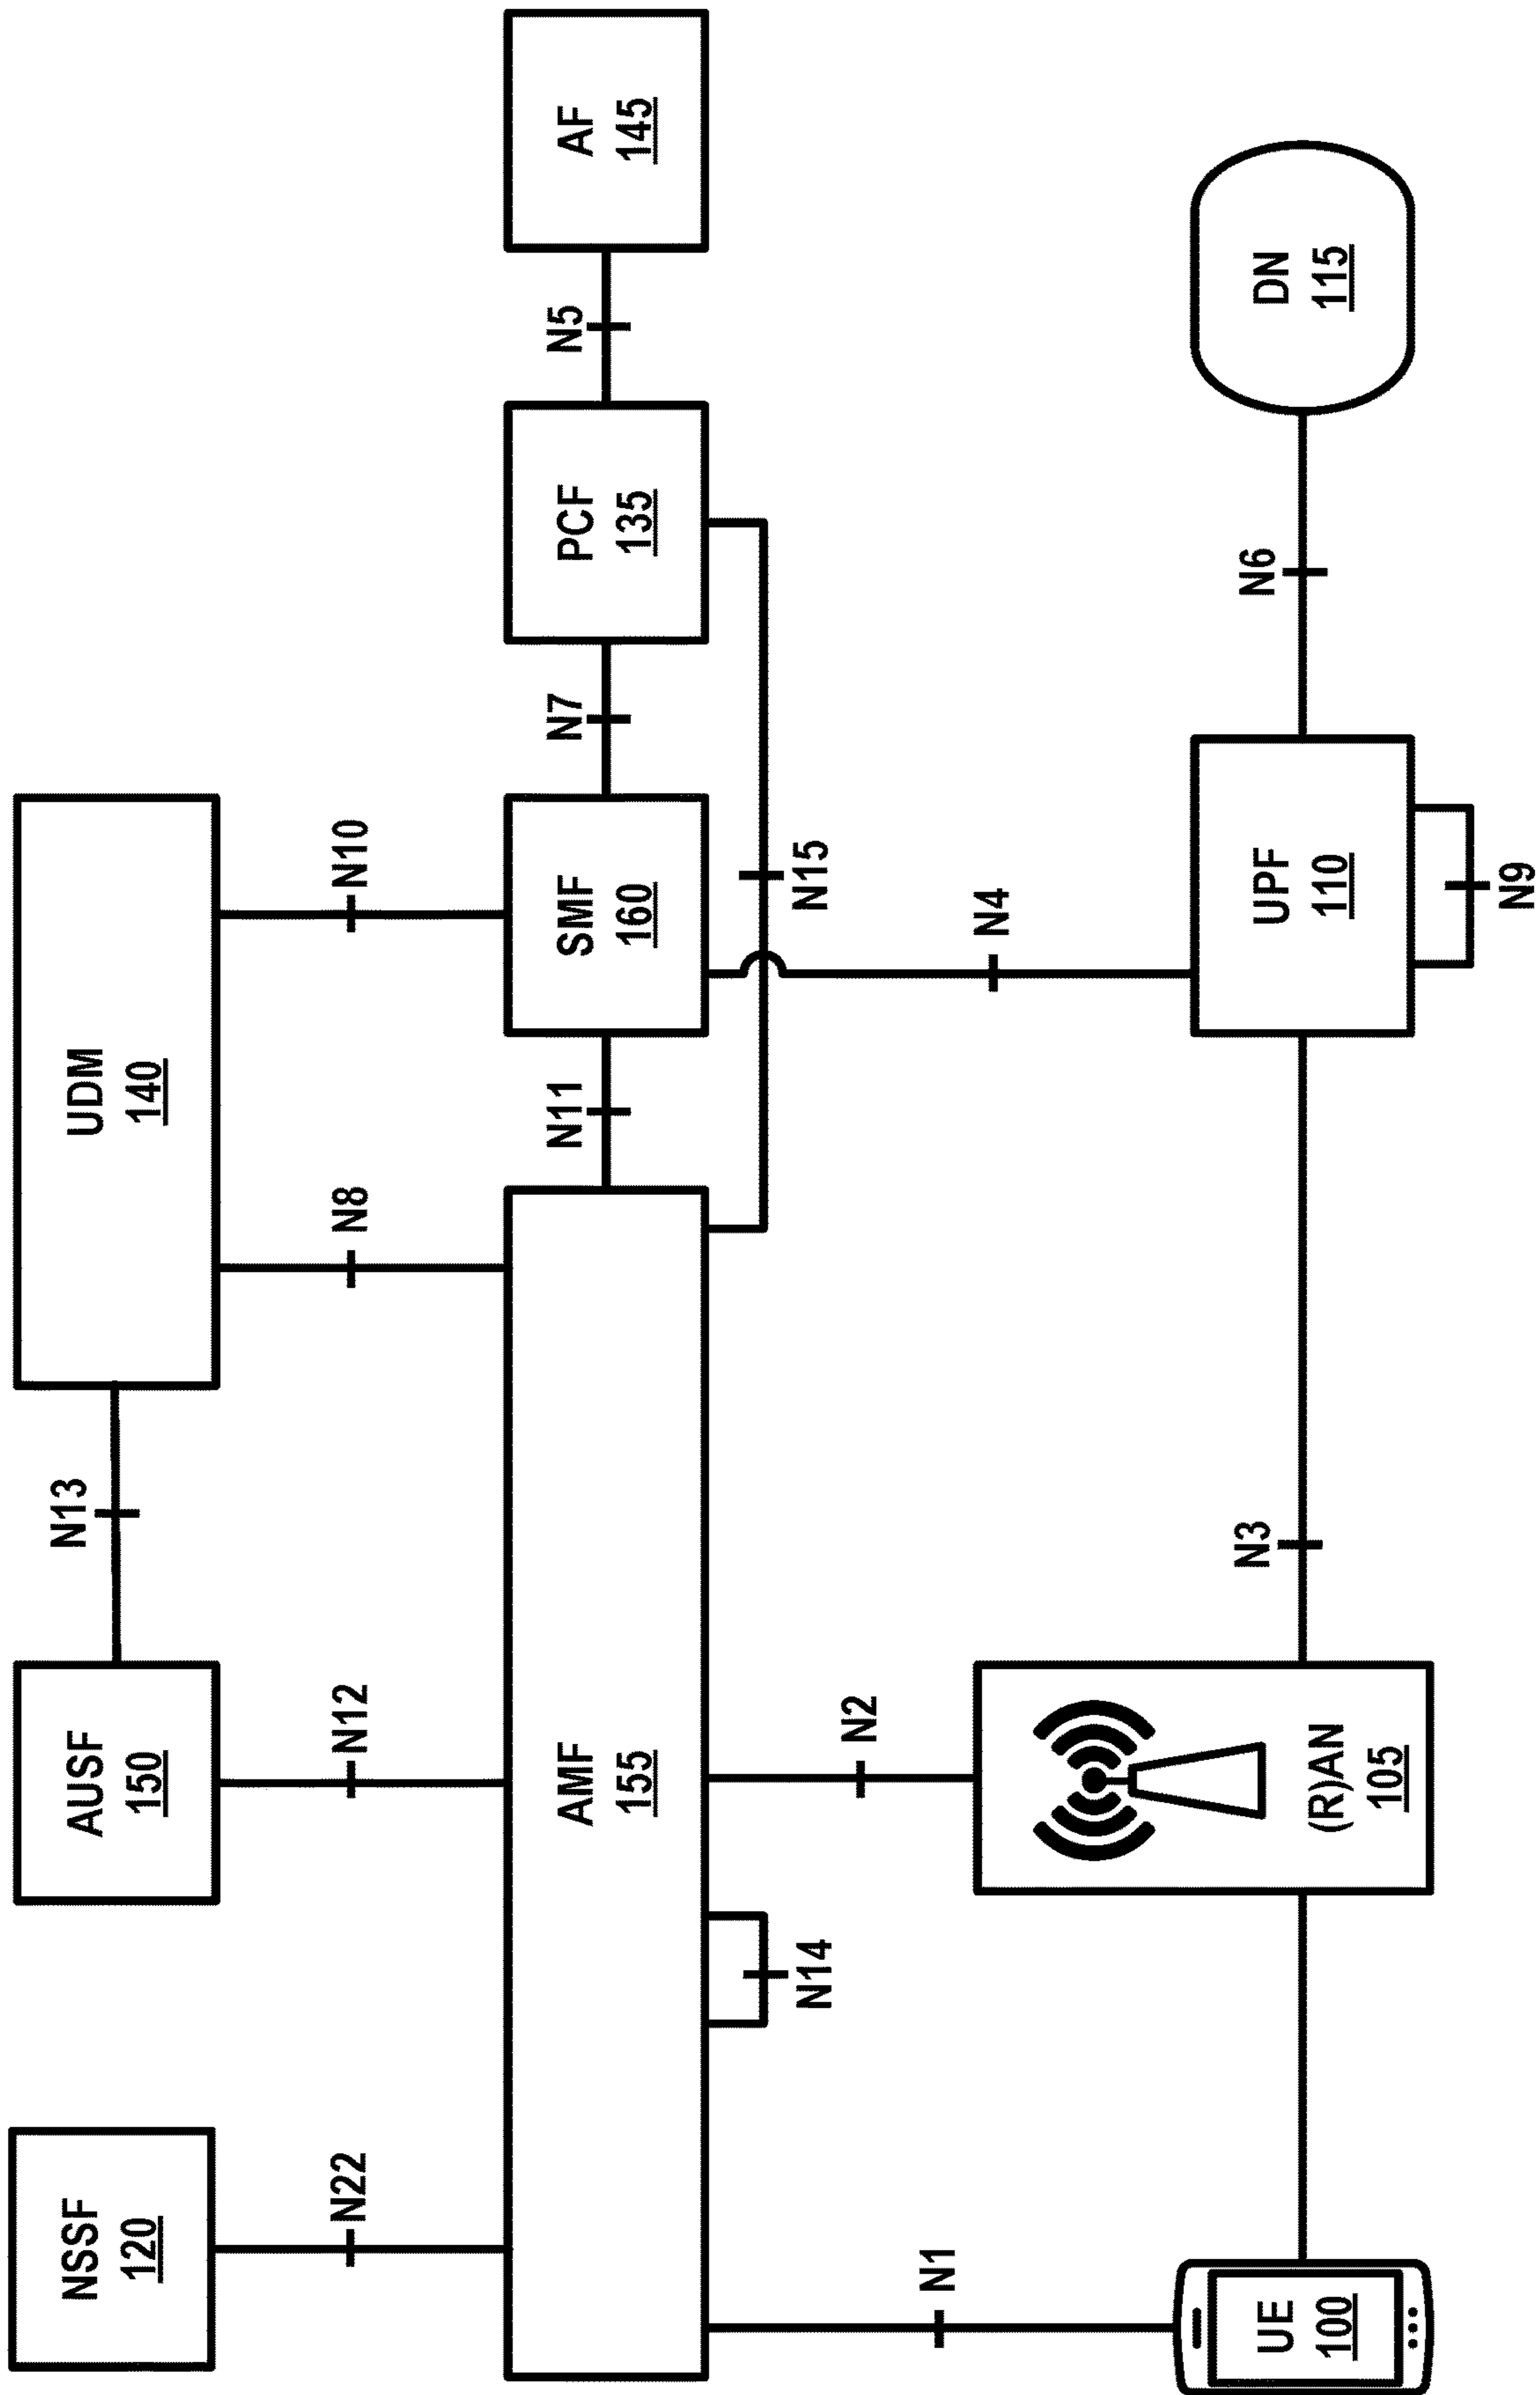 NSSF
120
AUSF
150
N13
UDM
140
N22
N12
N8
N10
AMF
155
N11
SMF
160
N7
PCF
135
N5
AF
145
N14
N15
N1
N2
N4
UE
100
(R)AN
105
N3
UPF
110
N6
DN
115
N9